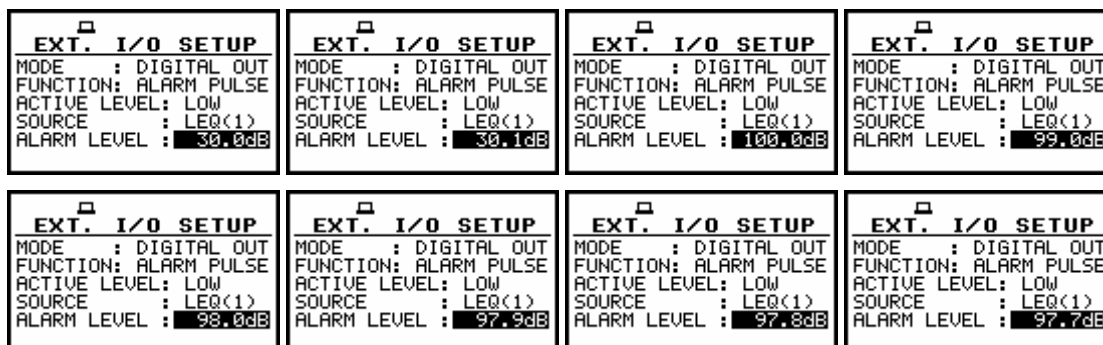 EXT. I/O SETUP
MODE : DIGITAL OUT
FUNCTION: ALARM PULSE
ACTIVE LEVEL: LOW
SOURCE : LEQ(1)
ALARM LEVEL : 30.0dB
EXT. I/O SETUP
MODE : DIGITAL OUT
FUNCTION: ALARM PULSE
ACTIVE LEVEL: LOW
SOURCE : LEQ(1)
ALARM LEVEL : 30.1dB
EXT. I/O SETUP
MODE : DIGITAL OUT
FUNCTION: ALARM PULSE
ACTIVE LEVEL: LOW
SOURCE : LEQ(1)
ALARM LEVEL : 100.0dB
EXT. I/O SETUP
MODE : DIGITAL OUT
FUNCTION: ALARM PULSE
ACTIVE LEVEL: LOW
SOURCE : LEQ(1)
ALARM LEVEL : 99.0dB
EXT. I/O SETUP
MODE : DIGITAL OUT
FUNCTION: ALARM PULSE
ACTIVE LEVEL: LOW
SOURCE : LEQ(1)
ALARM LEVEL : 98.0dB
EXT. I/O SETUP
MODE : DIGITAL OUT
FUNCTION: ALARM PULSE
ACTIVE LEVEL: LOW
SOURCE : LEQ(1)
ALARM LEVEL : 97.9dB
EXT. I/O SETUP
MODE : DIGITAL OUT
FUNCTION: ALARM PULSE
ACTIVE LEVEL: LOW
SOURCE : LEQ(1)
ALARM LEVEL : 97.8dB
EXT. I/O SETUP
MODE : DIGITAL OUT
FUNCTION: ALARM PULSE
ACTIVE LEVEL: LOW
SOURCE : LEQ(1)
ALARM LEVEL : 97.7dB